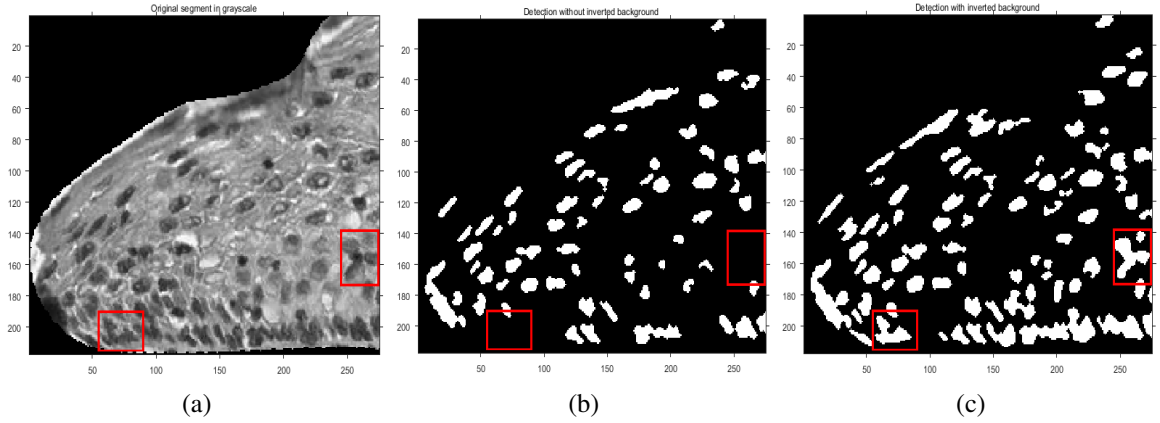 Original segment in grayscale
Detection without inverted background
Detection with inverted background
20 20 20
40 40 40
60 60 60
80 80 80
100 100 100
120 120 120
140 140 140
160 160 160
180 180 180
200 200 200
50 100 150 200 250 50 100 150 200 250 50 100 150 200 250
(a) (b) (c)